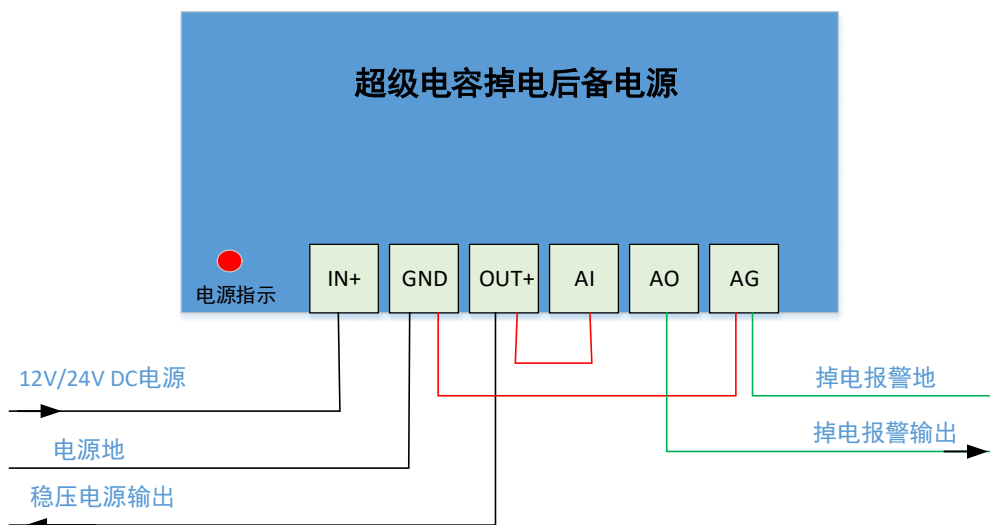 超级电容掉电后备电源
IN+ GND OUT+ AI AO AG
电源指示
12V/24V DC电源
掉电报警地
电源地
掉电报警输出
稳压电源输出